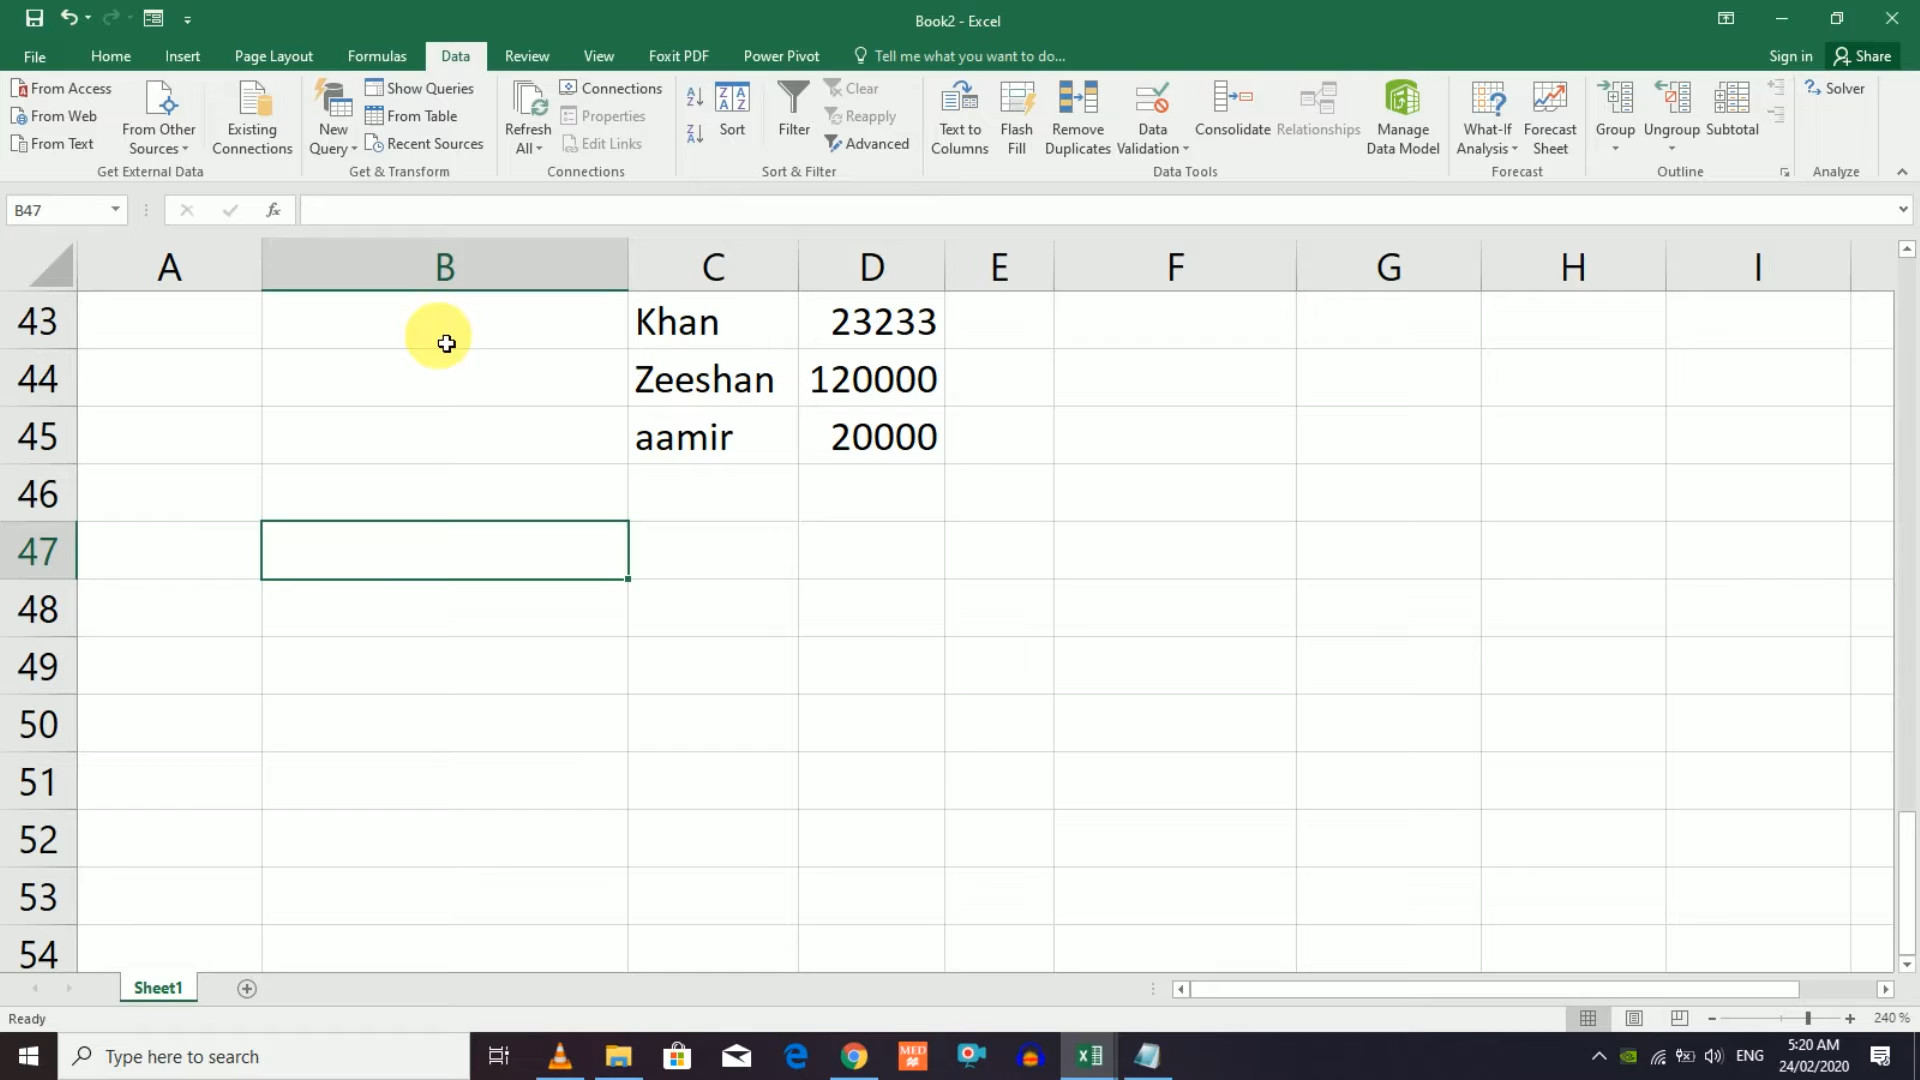 Book2 - Excel
File Home Insert Page Layout Formulas Data Review View Foxit PDF Power Pivot Tell me what you want to do... Sign in Share
From Access
From Web
From Text
From Other Sources
Existing Connections
Get External Data
New Query
Show Queries
From Table
Recent Sources
Get & Transform
Refresh All
Connections
Properties
Edit Links
Connections
Sort
Filter
Clear
Reapply
Advanced
Sort & Filter
Text to Columns
Flash Fill
Remove Duplicates
Data Validation
Consolidate
Relationships
Manage Data Model
Data Tools
What-If Analysis
Forecast Sheet
Forecast
Group
Ungroup
Subtotal
Outline
Solver
Analyze
B47 fx
A B C D E F G H I
43 Khan 23233
44 Zeeshan 120000
45 aamir 20000
46
47
48
49
50
51
52
53
54
Sheet1
Ready 240 %
Type here to search
MED
ENG
5:20 AM
24/02/2020